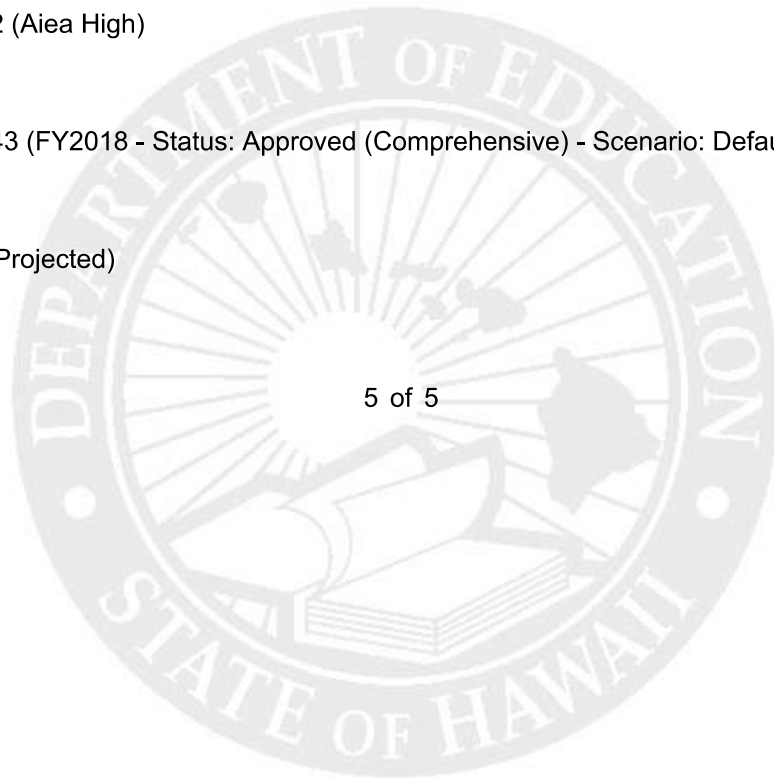 2 (Aiea High)
43 (FY2018 - Status: Approved (Comprehensive) - Scenario: Defau
Projected)
5 of 5
DEPARTMENT OF EDUCATION
STATE OF HAWAII